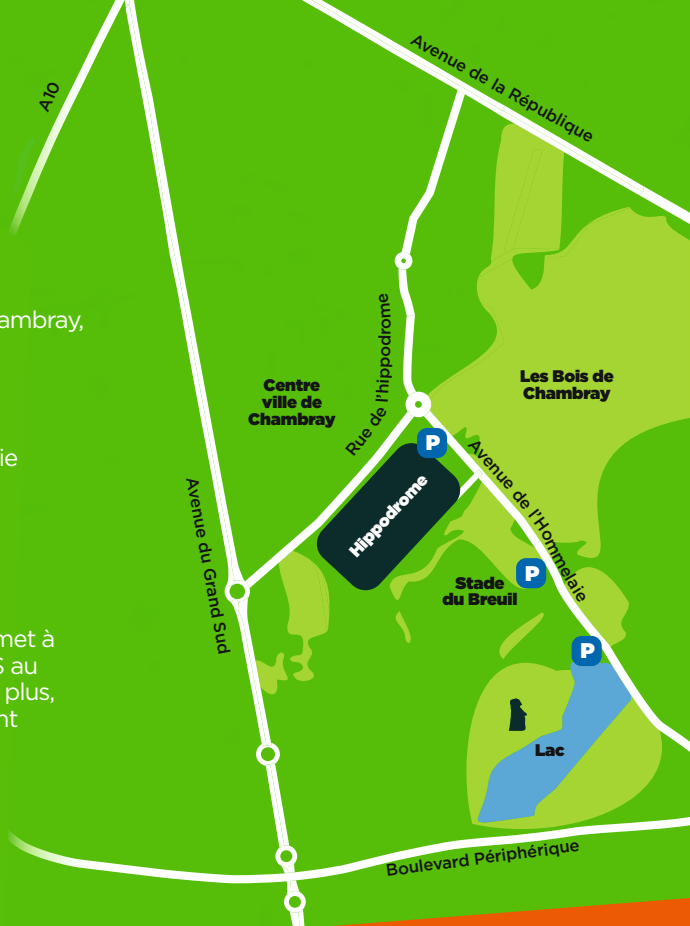 Avenue de la République
A10
ambray,
Rue de l'hippodrome
Centre
ville de
Chambray
Les Bois de
Chambray
P
ie
Avenue de l'Hommelaie
Hippodrome
Avenue du Grand Sud
P
Stade
du Breuil
met à
S au
plus,
nt
P
Lac
Boulevard Périphérique